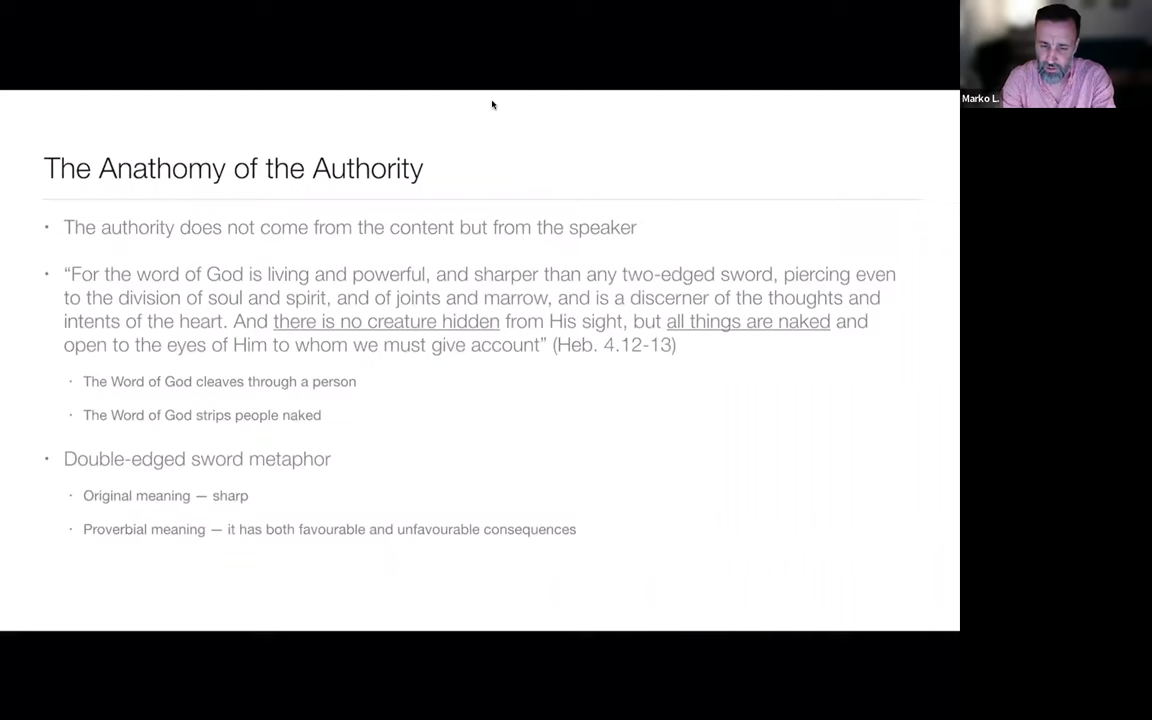 The Anathomy of the Authority
• The authority does not come from the content but from the speaker
• “For the word of God is living and powerful, and sharper than any two-edged sword, piercing even
to the division of soul and spirit, and of joints and marrow, and is a discerner of the thoughts and
intents of the heart. And there is no creature hidden from His sight, but all things are naked and
open to the eyes of Him to whom we must give account” (Heb. 4.12-13)
• The Word of God cleaves through a person
• The Word of God strips people naked
• Double-edged sword metaphor
• Original meaning — sharp
• Proverbial meaning — it has both favourable and unfavourable consequences
Marko L.